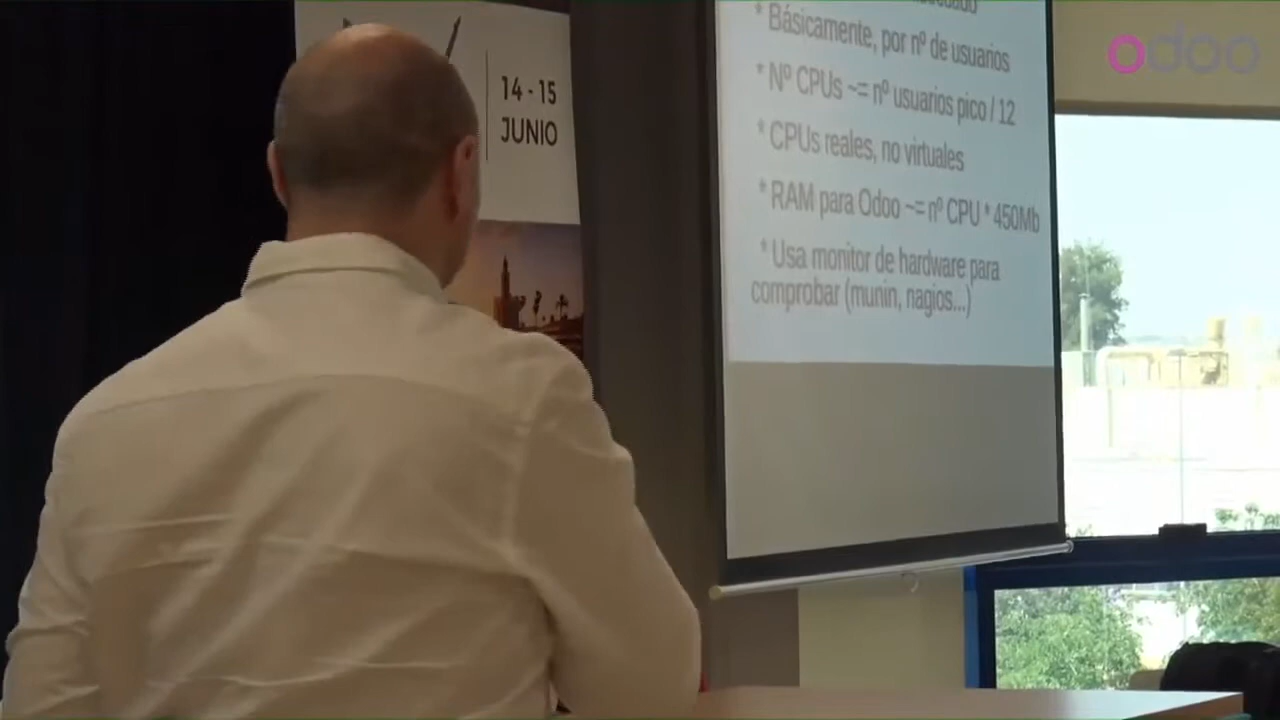 14 - 15
JUNIO
* Básicamente, por nº de usuarios
* Nº CPUs ~= nº usuarios pico / 12
* CPUs reales, no virtuales
* RAM para Odoo ~= nº CPU * 450Mb
* Usa monitor de hardware para
comprobar (munin, nagios...)
odoo